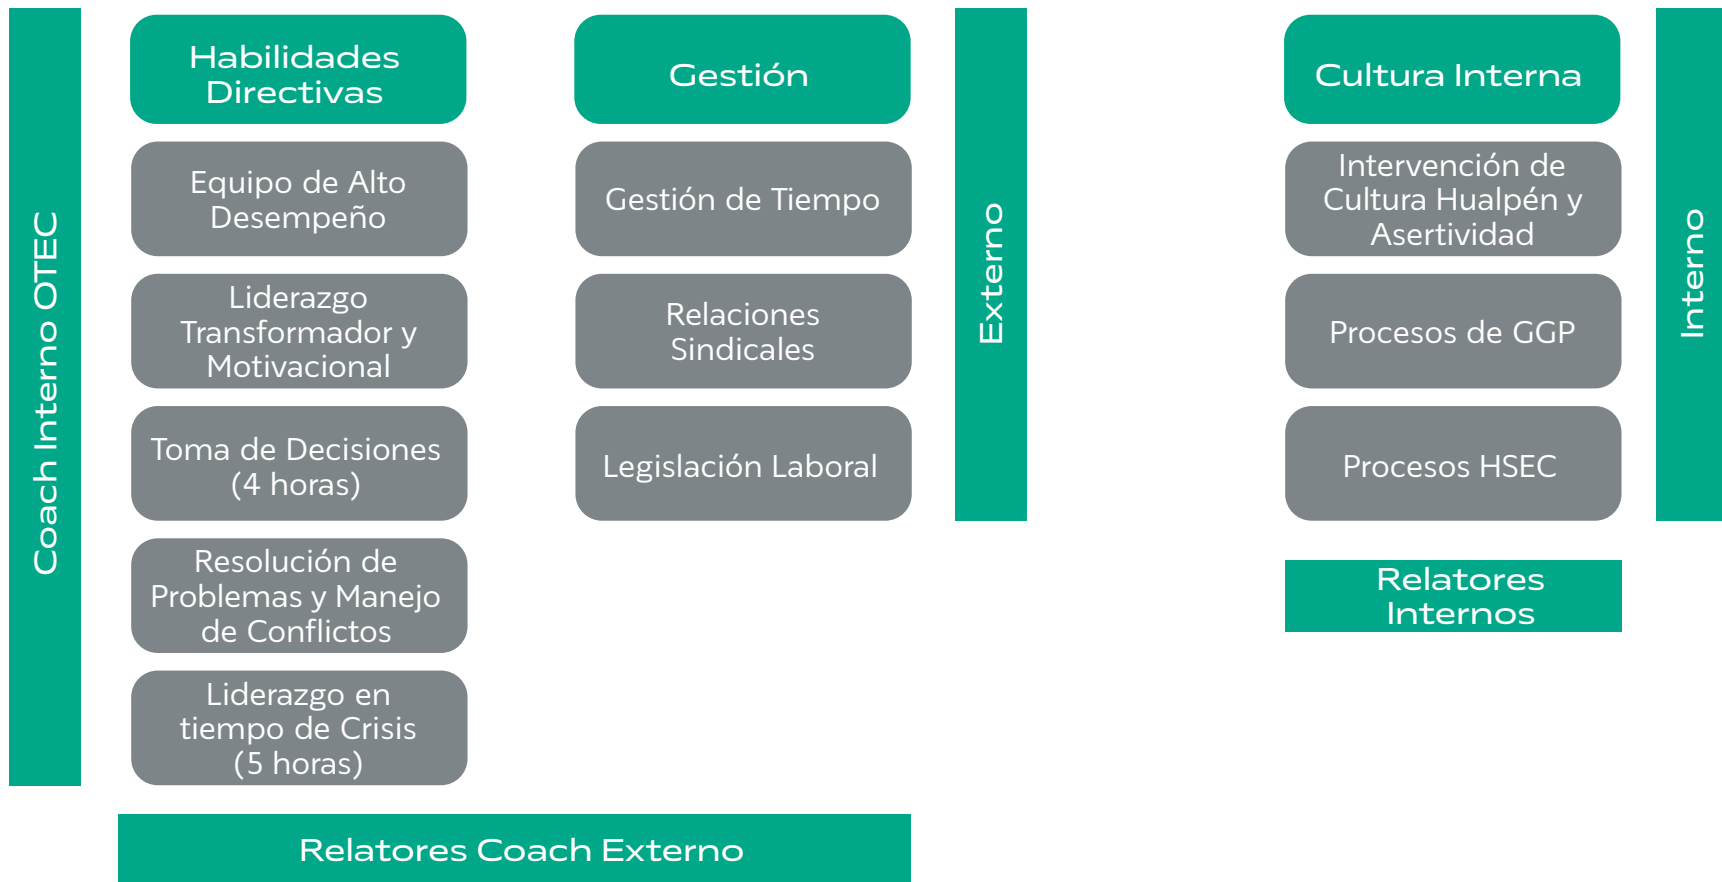 Coach Interno OTEC
Habilidades
Directivas
Equipo de Alto
Desempeño
Liderazgo
Transformador y
Motivacional
Toma de Decisiones
(4 horas)
Resolución de
Problemas y Manejo
de Conflictos
Liderazgo en
tiempo de Crisis
(5 horas)
Gestión
Gestión de Tiempo
Relaciones
Sindicales
Legislación Laboral
Externo
Relatores Coach Externo
Cultura Interna
Intervención de
Cultura Hualpén y
Asertividad
Procesos de GGP
Procesos HSEC
Relatores
Internos
Interno